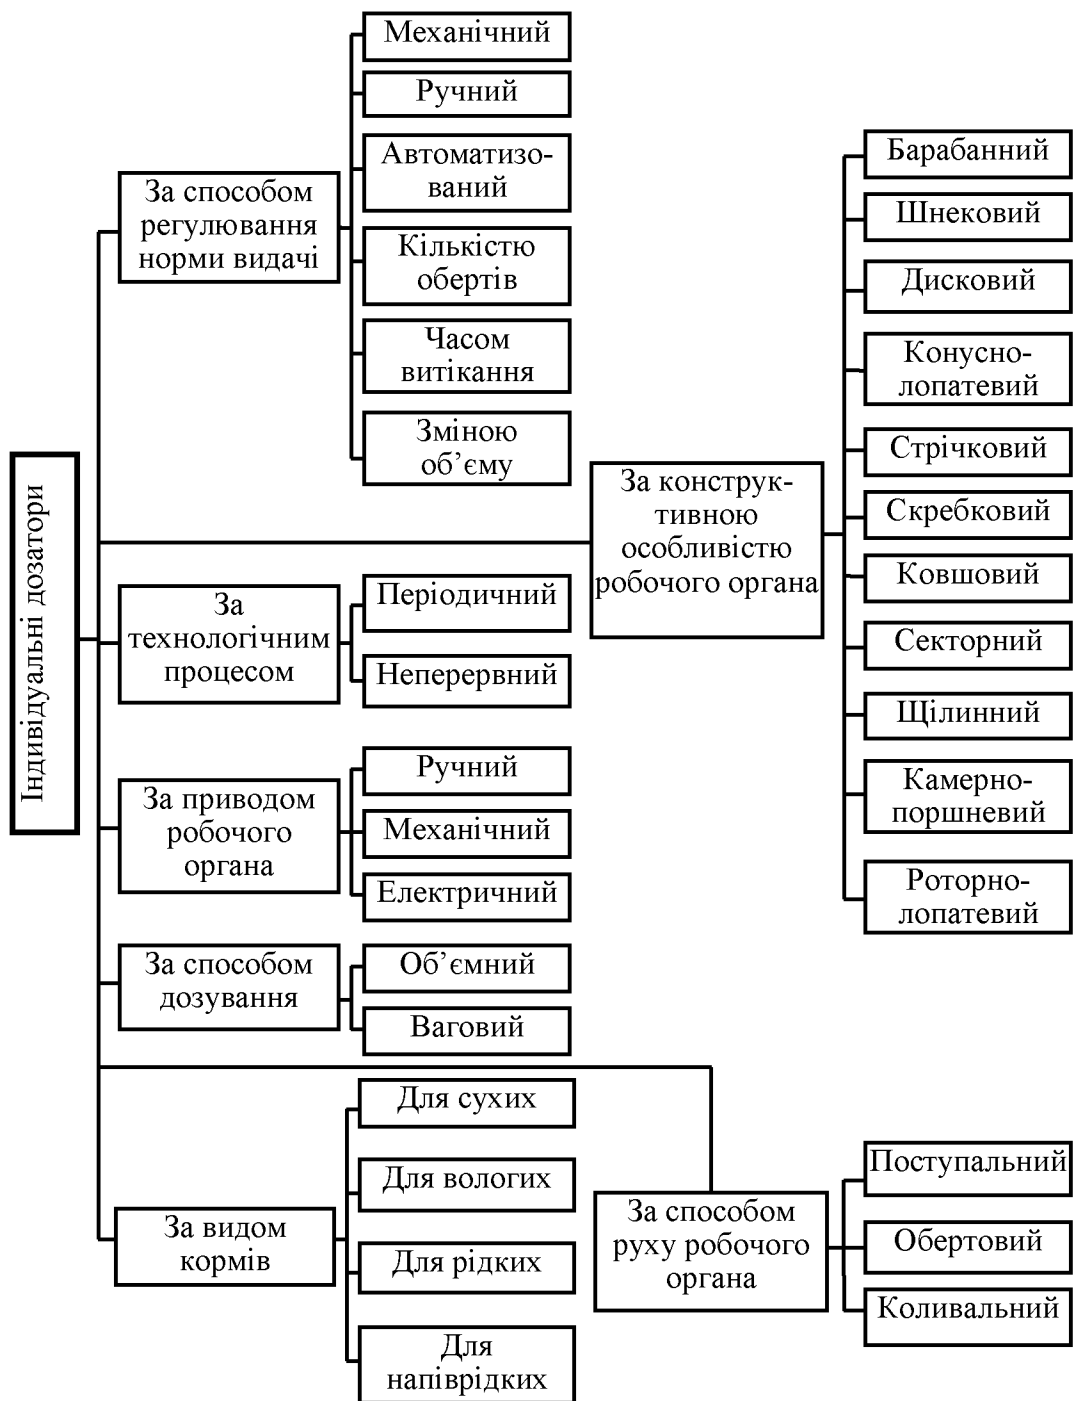 Індивідуальні дозатори
За способом
регулювання
норми видачі
Механічний
Ручний
Автоматизо-
ваний
Кількістю
обертів
Часом
витікання
Зміною
об’єму
За конструк-
тивною
особливістю
робочого органа
Барабанний
Шнековий
Дисковий
Конусно-
лопатевий
Стрічковий
Скребковий
Ковшовий
Секторний
Щілинний
Камерно-
поршневий
Роторно-
лопатевий
За
технологічним
процесом
Періодичний
Неперервний
За приводом
робочого
органа
Ручний
Механічний
Електричний
За способом
дозування
Об’ємний
Ваговий
За видом
кормів
Для сухих
Для вологих
Для рідких
Для
напіврідких
За способом
руху робочого
органа
Поступальний
Обертовий
Коливальний